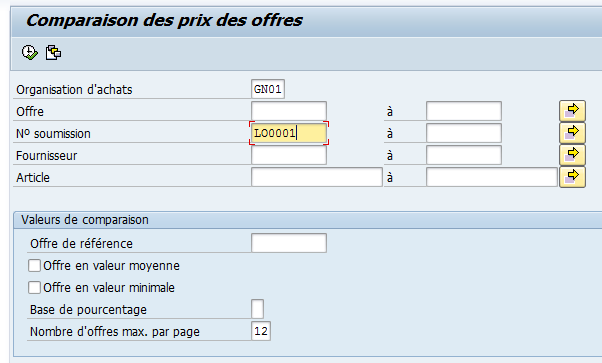 Comparaison des prix des offres
Organisation d'achats GN01
Offre à
Nº soumission LO0001 à
Fournisseur à
Article à
Valeurs de comparaison
Offre de référence
Offre en valeur moyenne
Offre en valeur minimale
Base de pourcentage
Nombre d'offres max. par page 12